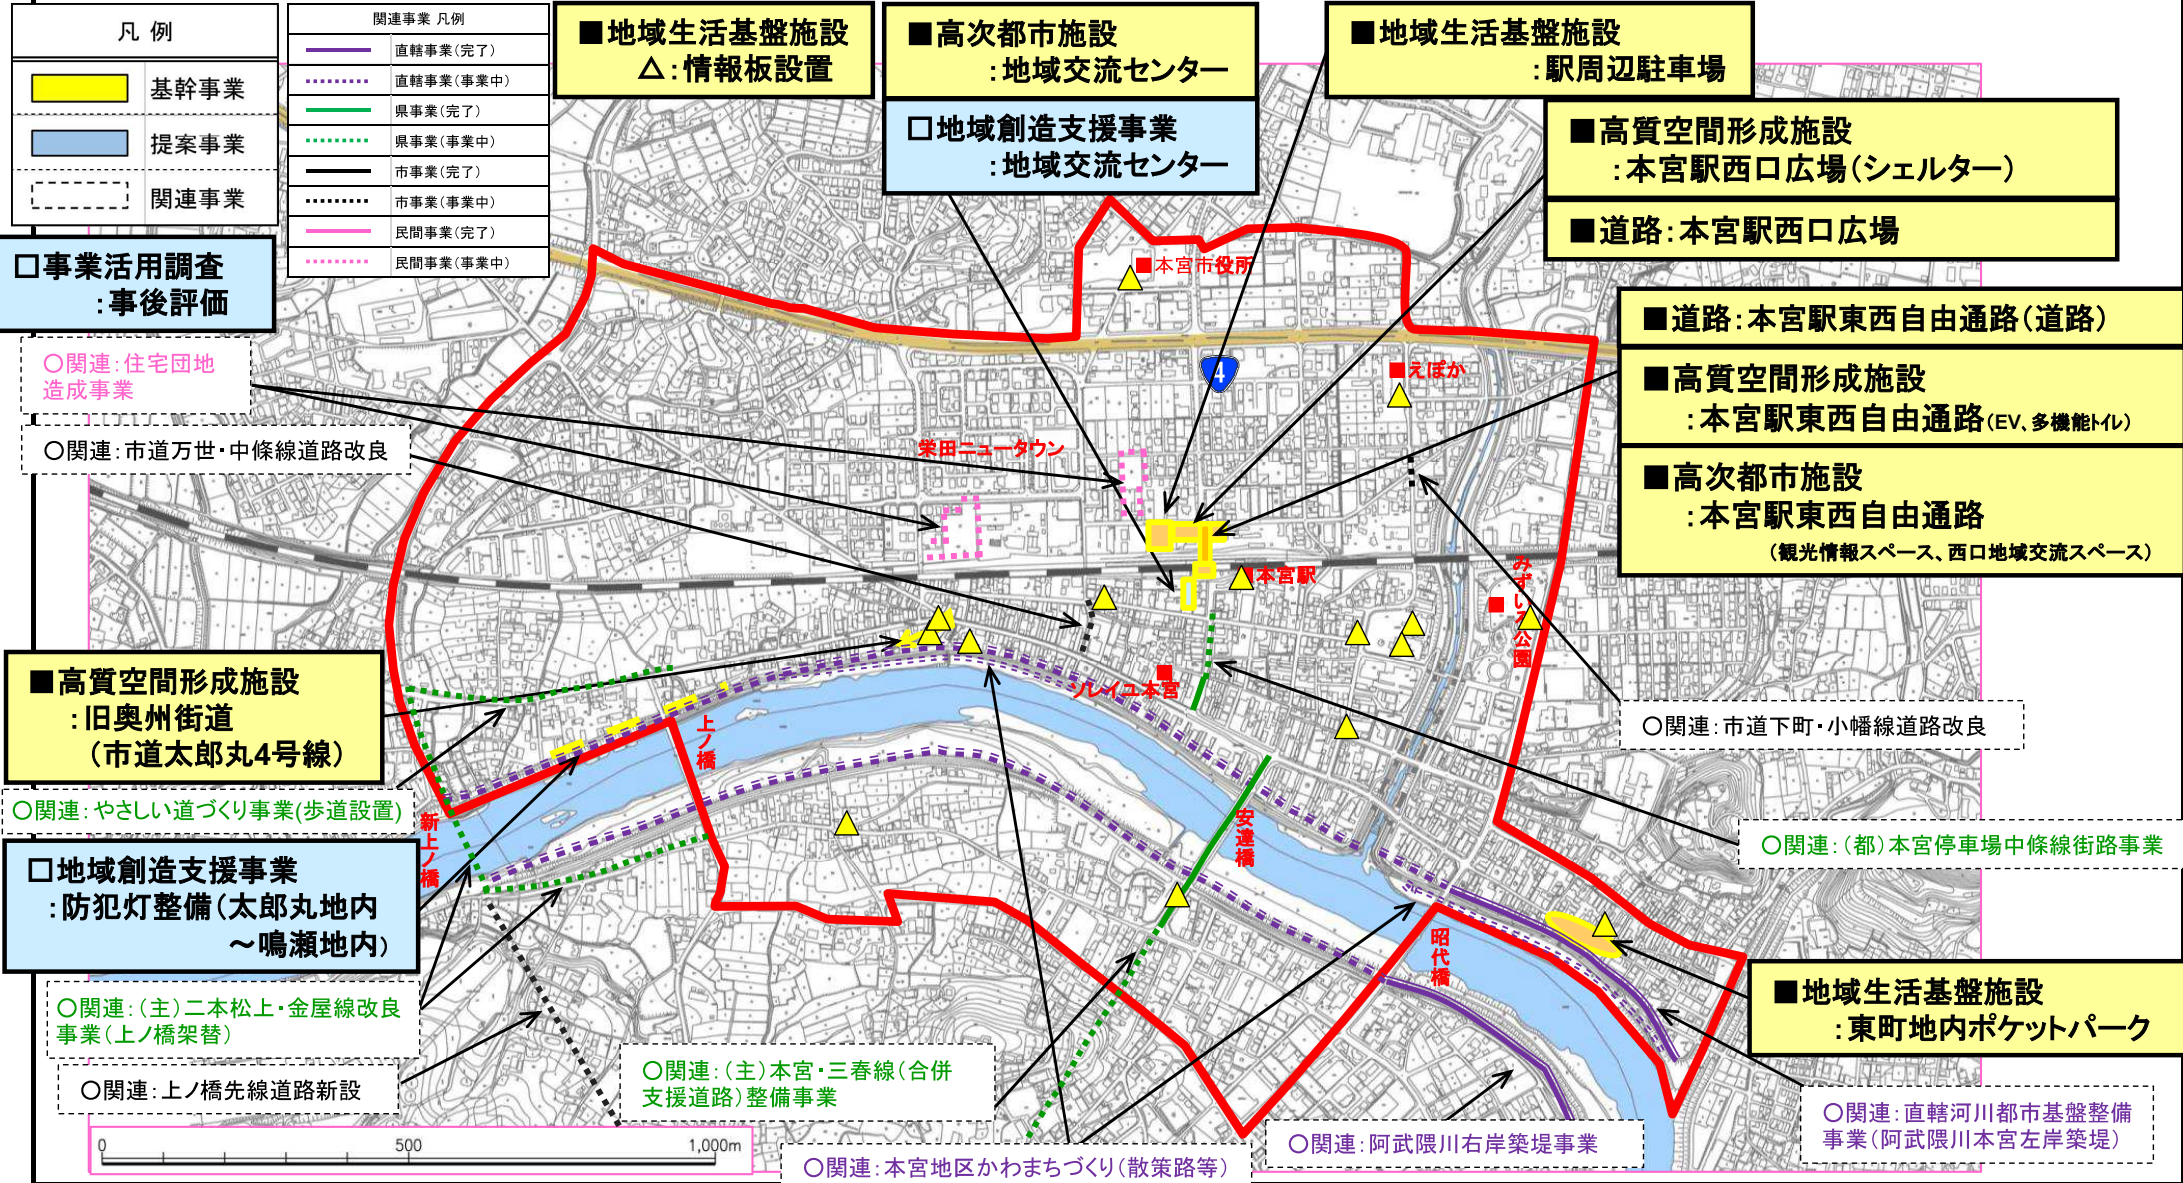 凡 例
基幹事業
提案事業
関連事業
関連事業 凡例
直轄事業(完了)
直轄事業(事業中)
県事業(完了)
県事業(事業中)
市事業(完了)
市事業(事業中)
民間事業(完了)
民間事業(事業中)
■地域生活基盤施設
△:情報板設置
■高次都市施設
:地域交流センター
□地域創造支援事業
:地域交流センター
■地域生活基盤施設
:駅周辺駐車場
■高質空間形成施設
:本宮駅西口広場(シェルター)
■道路:本宮駅西口広場
□事業活用調査
:事後評価
■道路:本宮駅東西自由通路(道路)
■高質空間形成施設
:本宮駅東西自由通路(EV、多機能トイレ)
■高次都市施設
:本宮駅東西自由通路
(観光情報スペース、西口地域交流スペース)
○関連:住宅団地
造成事業
○関連:市道万世・中條線道路改良
■本宮市役所
4
■えぽか
栄田ニュータウン
■本宮駅
みずいろ公園
ソレイユ本宮
上ノ橋
新上ノ橋
安達橋
昭代橋
■高質空間形成施設
:旧奥州街道
(市道太郎丸4号線)
○関連:やさしい道づくり事業(歩道設置)
□地域創造支援事業
:防犯灯整備(太郎丸地内
～鳴瀬地内)
○関連:市道下町・小幡線道路改良
○関連:(都)本宮停車場中條線街路事業
○関連:(主)二本松上・金屋線改良
事業(上ノ橋架替)
○関連:上ノ橋先線道路新設
○関連:(主)本宮・三春線(合併
支援道路)整備事業
■地域生活基盤施設
:東町地内ポケットパーク
○関連:直轄河川都市基盤整備
事業(阿武隈川本宮左岸築堤)
○関連:阿武隈川右岸築堤事業
○関連:本宮地区かわまちづくり(散策路等)
0 500 1,000m